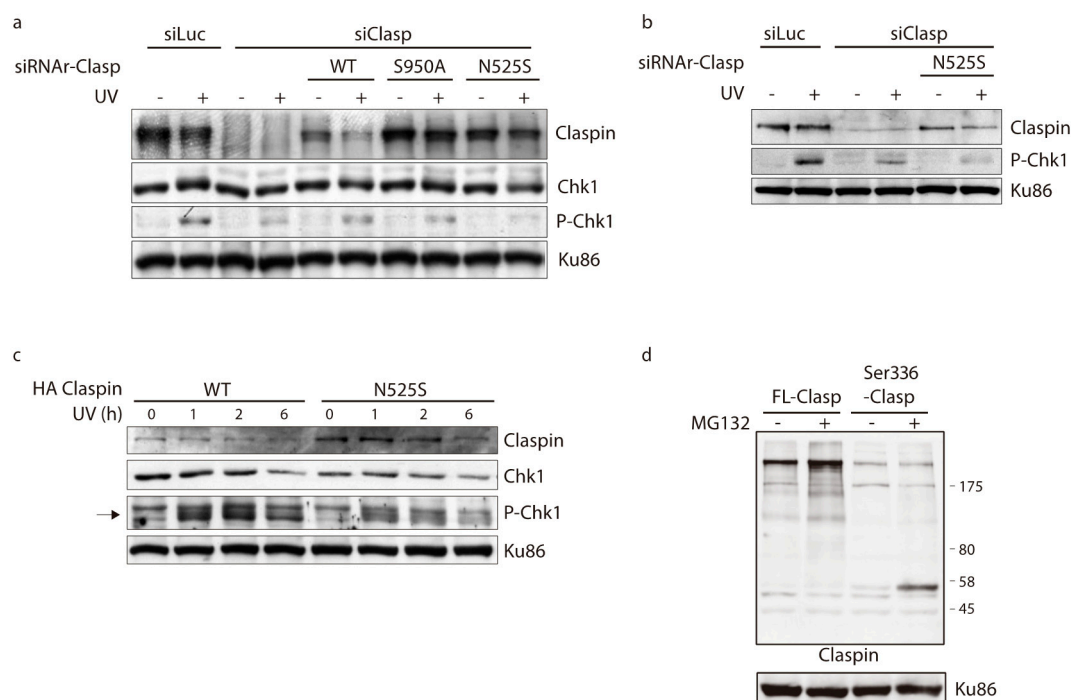 a
siLuc siClasp
siRNAr-Clasp WT S950A N525S
UV - + - + - + - + - +
Claspin
Chk1
P-Chk1
Ku86
b
siLuc siClasp
siRNAr-Clasp N525S
UV - + - + - +
Claspin
P-Chk1
Ku86
c
HA Claspin WT N525S
UV (h) 0 1 2 6 0 1 2 6
Claspin
Chk1
P-Chk1
Ku86
d
FL-Clasp Ser336
-Clasp
MG132 - + - +
175
80
58
45
Claspin
Ku86